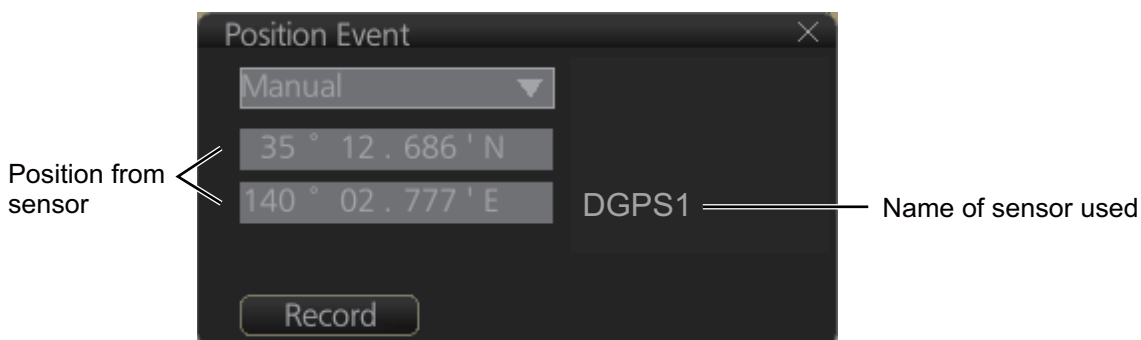 Position Event
Manual
35 ° 12 . 686 ' N
140 ° 02 . 777 ' E
Position from
sensor
DGPS1
Name of sensor used
Record